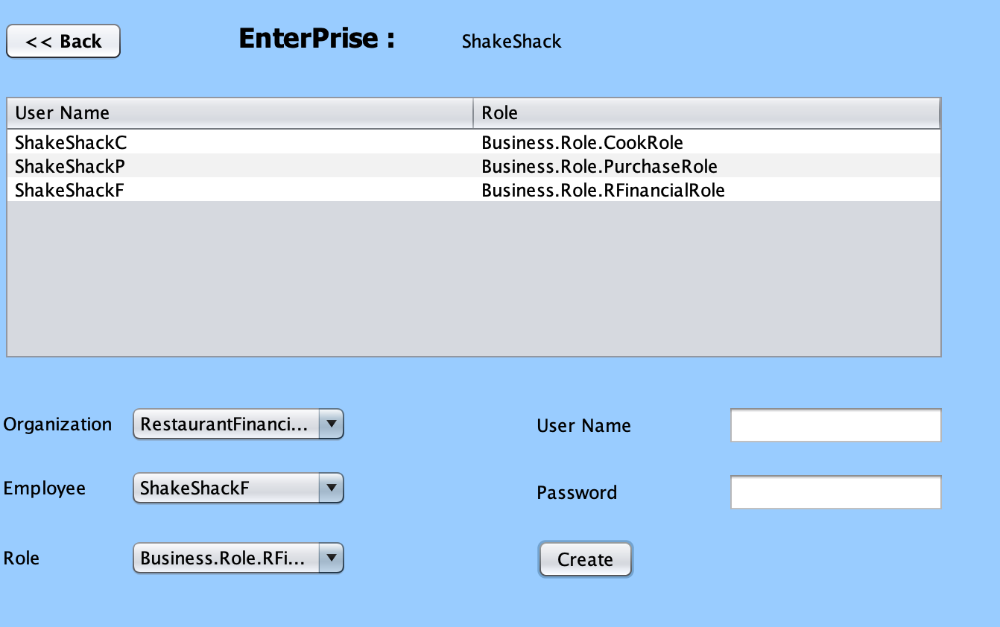 << Back EnterPrise : ShakeShack
User Name Role
ShakeShackC Business.Role.CookRole
ShakeShackP Business.Role.PurchaseRole
ShakeShackF Business.Role.RFinancialRole
Organization RestaurantFinanci... User Name
Employee ShakeShackF Password
Role Business.Role.RFi... Create